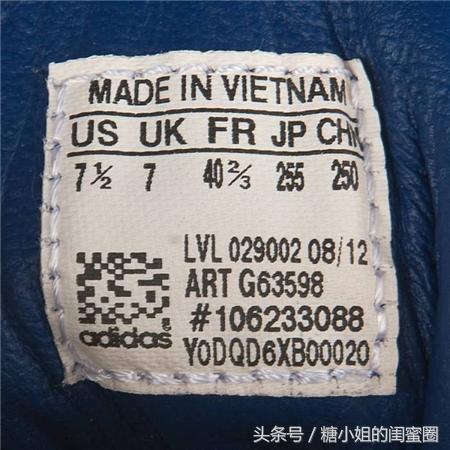 MADE IN VIETNAM
US UK FR JP CHN
7½ 7 40⅔ 255 250
LVL 029002 08/12
ART G63598
#106233088
Y0DQD6XB00020
adidas
头条号 / 糖小姐的闺蜜圈